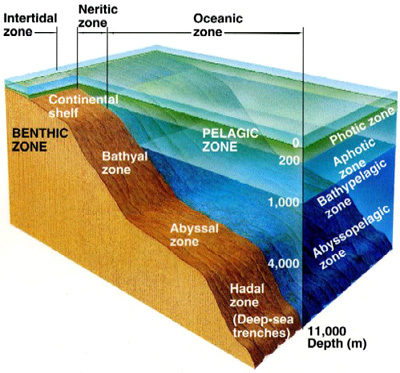 Intertidal
zone
Neritic
zone
Oceanic
zone
Continental
shelf
BENTHIC
ZONE
PELAGIC
ZONE
Bathyal
zone
Abyssal
zone
Hadal
zone
(Deep-sea
trenches)
0
200
1,000
4,000
11,000
Depth (m)
Photic zone
Aphotic
zone
Bathypelagic
zone
Abyssopelagic
zone